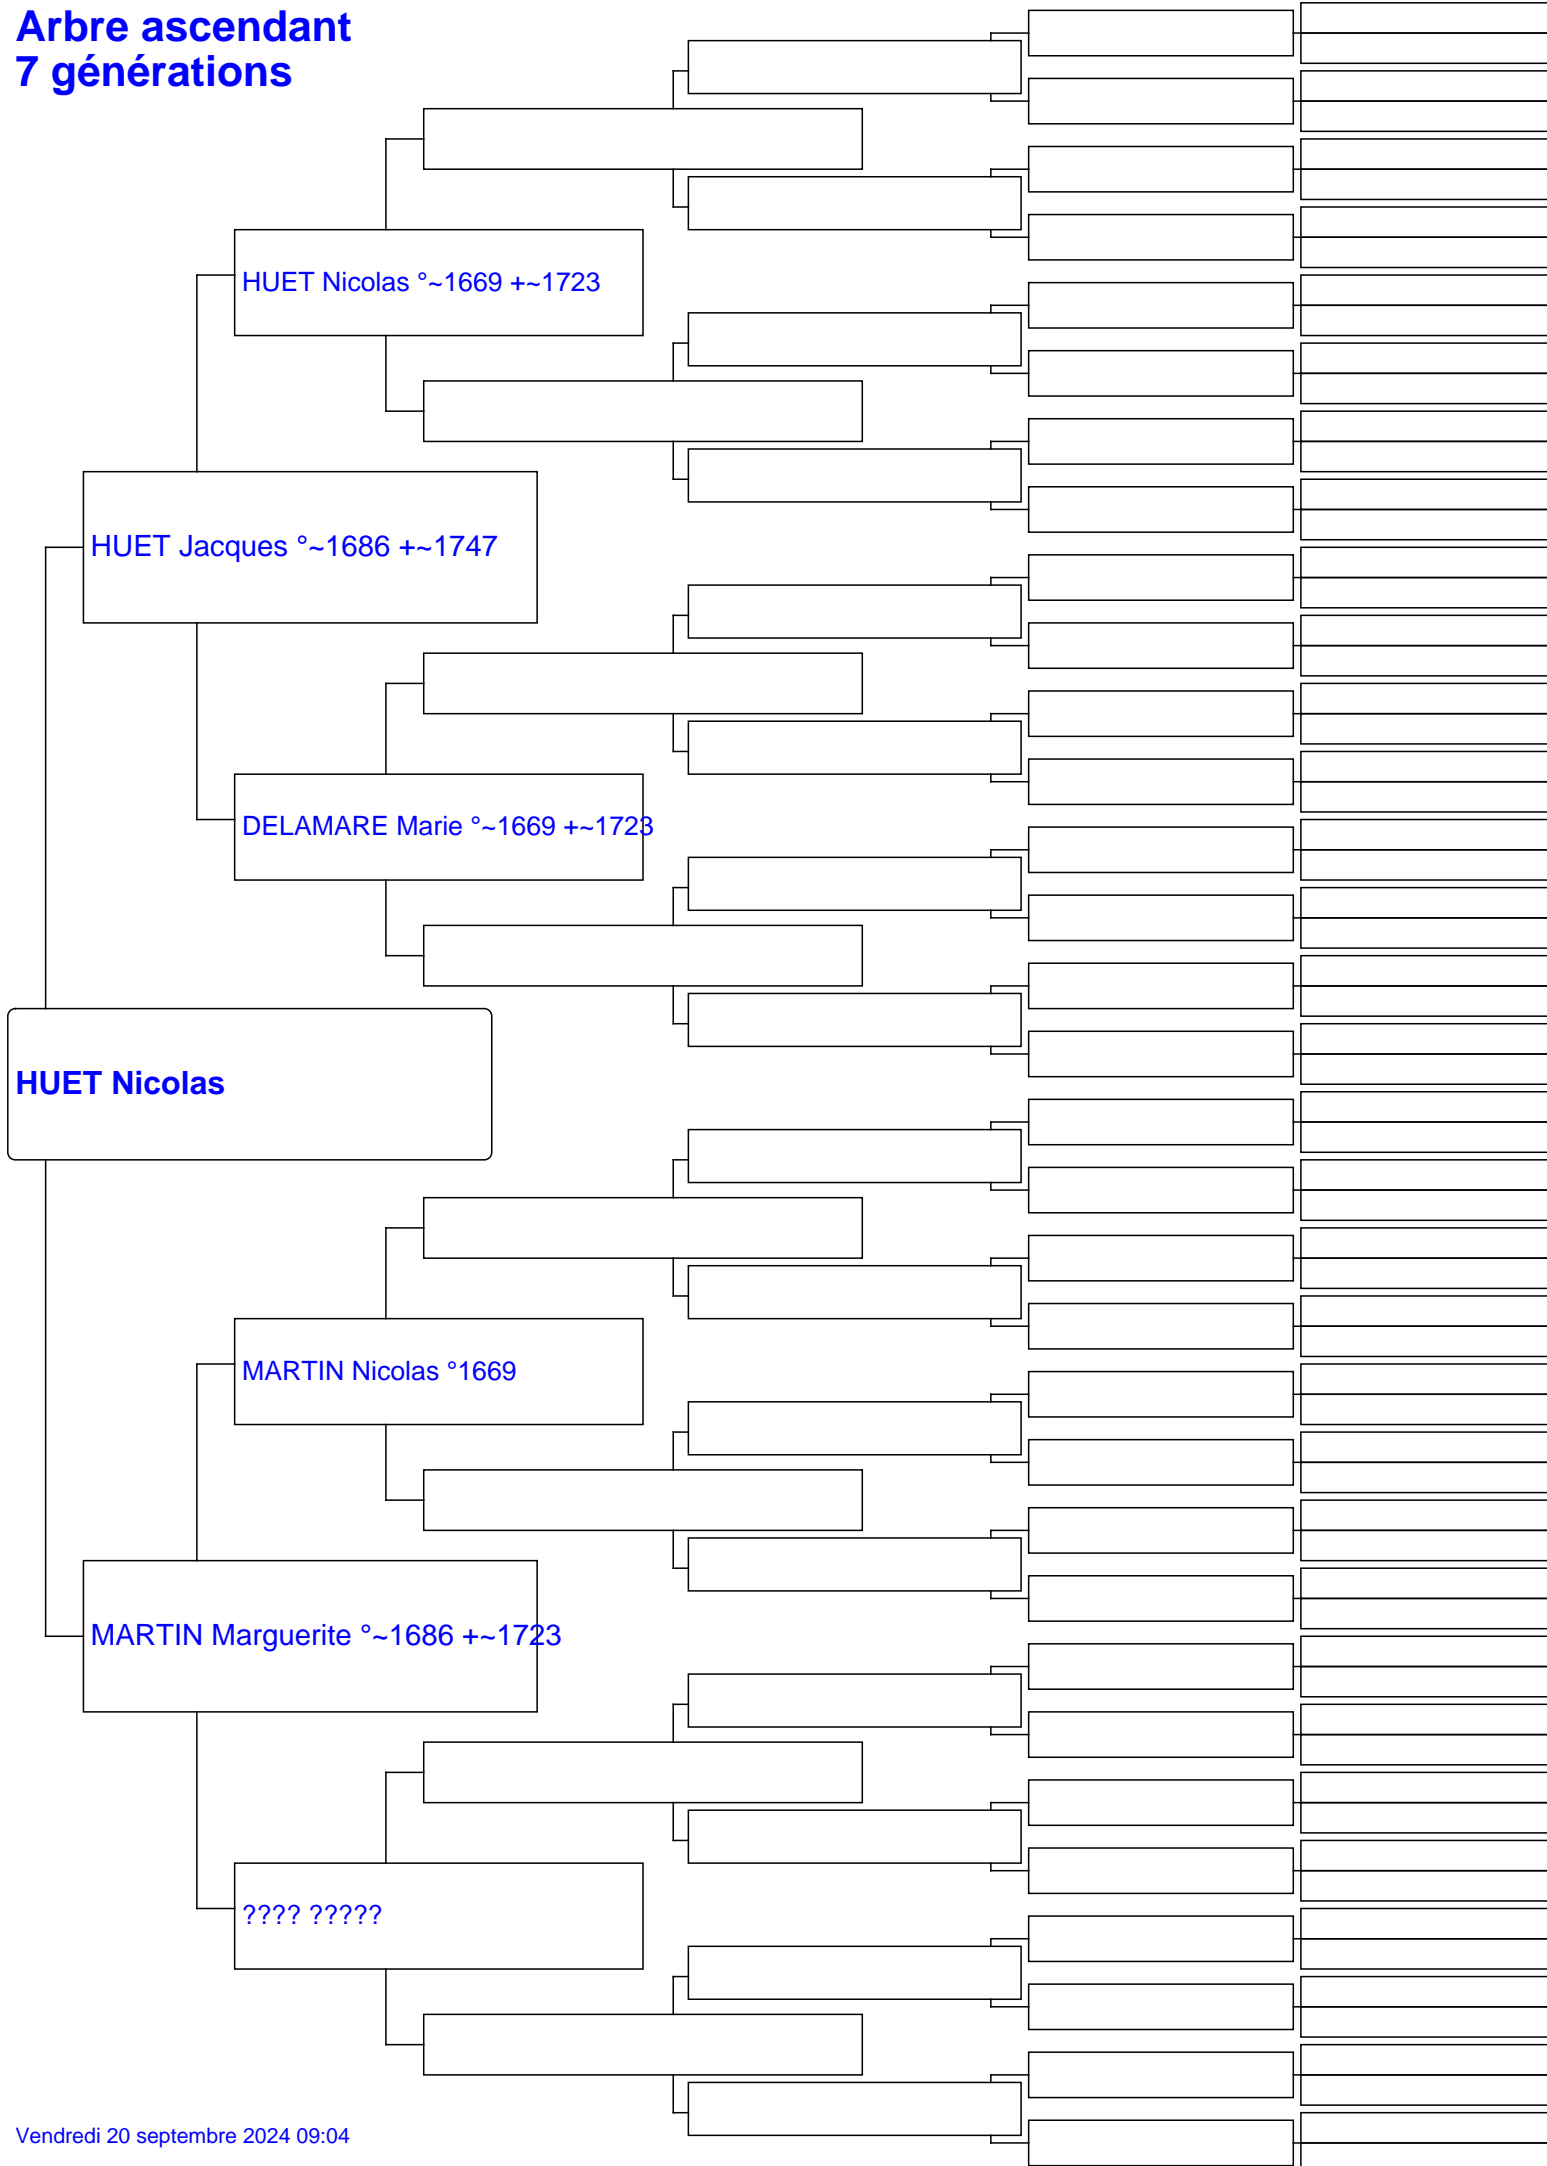 Arbre ascendant
7 générations
HUET Nicolas °~1669 +~1723
HUET Jacques °~1686 +~1747
DELAMARE Marie °~1669 +~1723
HUET Nicolas
MARTIN Nicolas °1669
MARTIN Marguerite °~1686 +~1723
???? ?????
Vendredi 20 septembre 2024 09:04